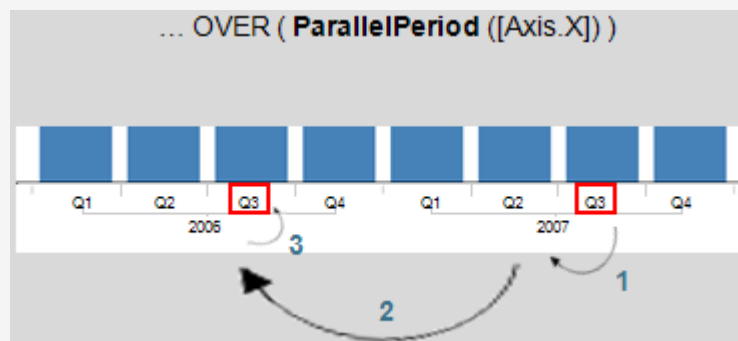 ... OVER ( ParallelPeriod ([Axis.X]) )
Q1 Q2 Q3 Q4 Q1 Q2 Q3 Q4
2006 2007
3
1
2